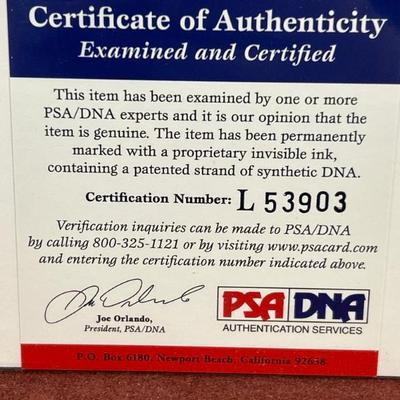 Certificate of Authenticity
Examined and Certified
This item has been examined by one or more
PSA/DNA experts and it is our opinion that the
item is genuine. The item has been permanently
marked with a proprietary invisible ink,
containing a patented strand of synthetic DNA.
Certification Number: L 53903
Verification inquiries can be made to PSA/DNA
by calling 800-325-1121 or by visiting www.psacard.com
and entering the certification number indicated above.
Joe Orlando,
President, PSA/DNA
PSA DNA
AUTHENTICATION SERVICES
P.O. Box 6180, Newport Beach, California 92658